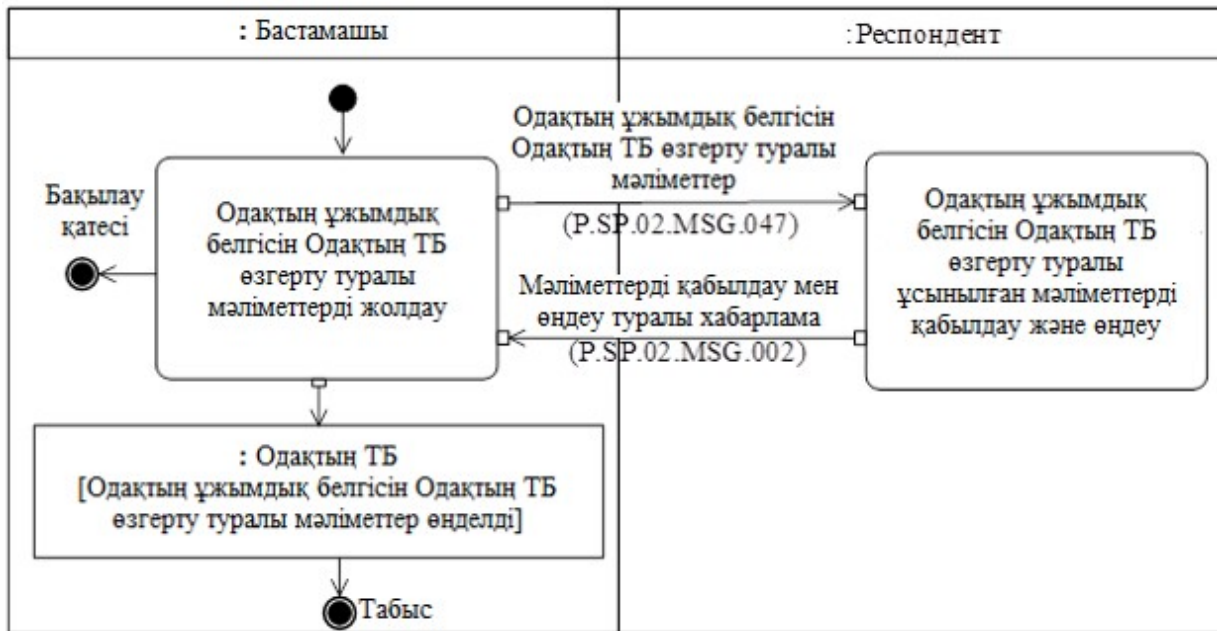 : Бастамашы
:Респондент
Бақылау
қатесі
Одақтың ұжымдық
белгісін Одақтың ТБ
өзгерту туралы
мәліметтерді жолдау
Одақтың ұжымдық белгісін
Одақтың ТБ өзгерту туралы
мәліметтер
(P.SP.02.MSG.047)
Мәліметтерді қабылдау мен
өңдеу туралы хабарлама
(P.SP.02.MSG.002)
Одақтың ұжымдық
белгісін Одақтың ТБ
өзгерту туралы
ұсынылған мәліметтерді
қабылдау және өңдеу
: Одақтың ТБ
[Одақтың ұжымдық белгісін Одақтың ТБ
өзгерту туралы мәліметтер өңделді]
Табыс